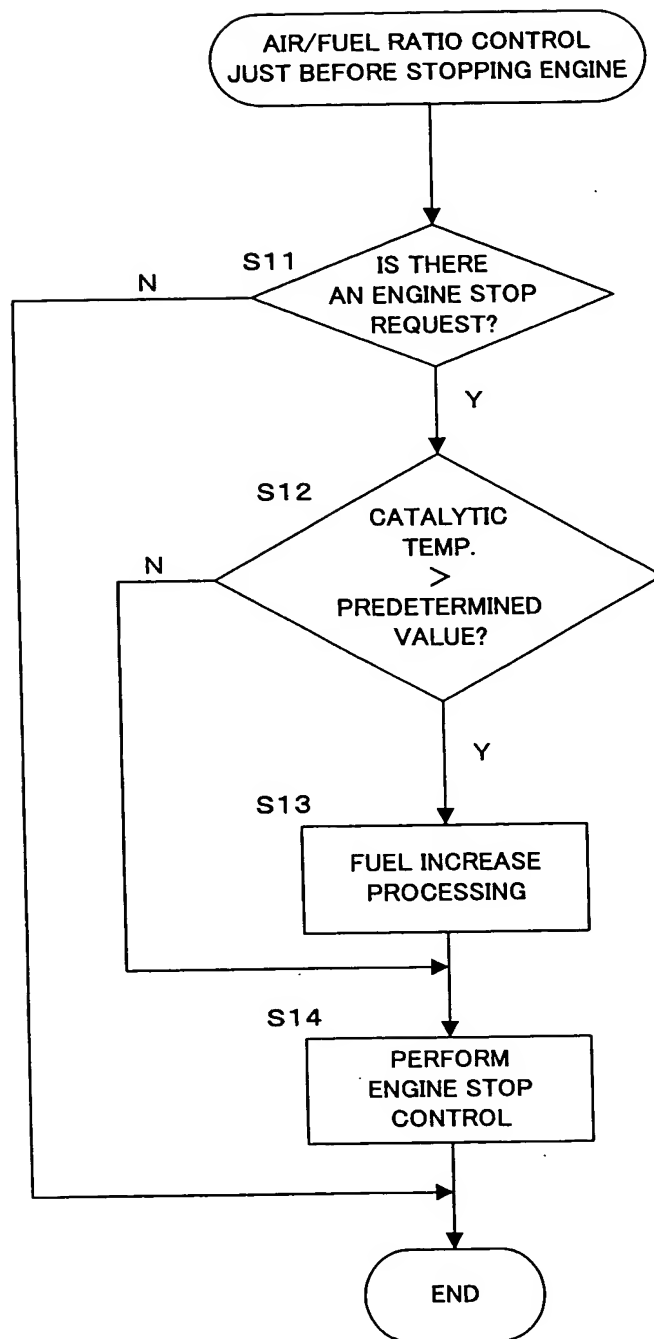 AIR/FUEL RATIO CONTROL
JUST BEFORE STOPPING ENGINE
S11
N
IS THERE
AN ENGINE STOP
REQUEST?
Y
S12
N
CATALYTIC
TEMP.
>
PREDETERMINED
VALUE?
Y
S13
FUEL INCREASE
PROCESSING
S14
PERFORM
ENGINE STOP
CONTROL
END